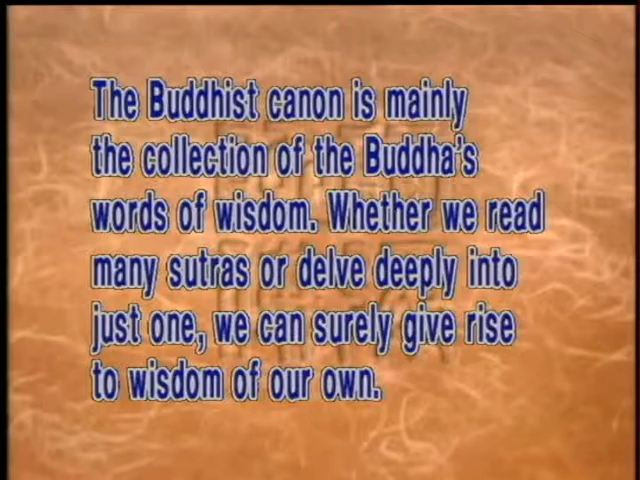 The Buddhist canon is mainly
the collection of the Buddha's
words of wisdom. Whether we read
many sutras or delve deeply into
just one, we can surely give rise
to wisdom of our own.